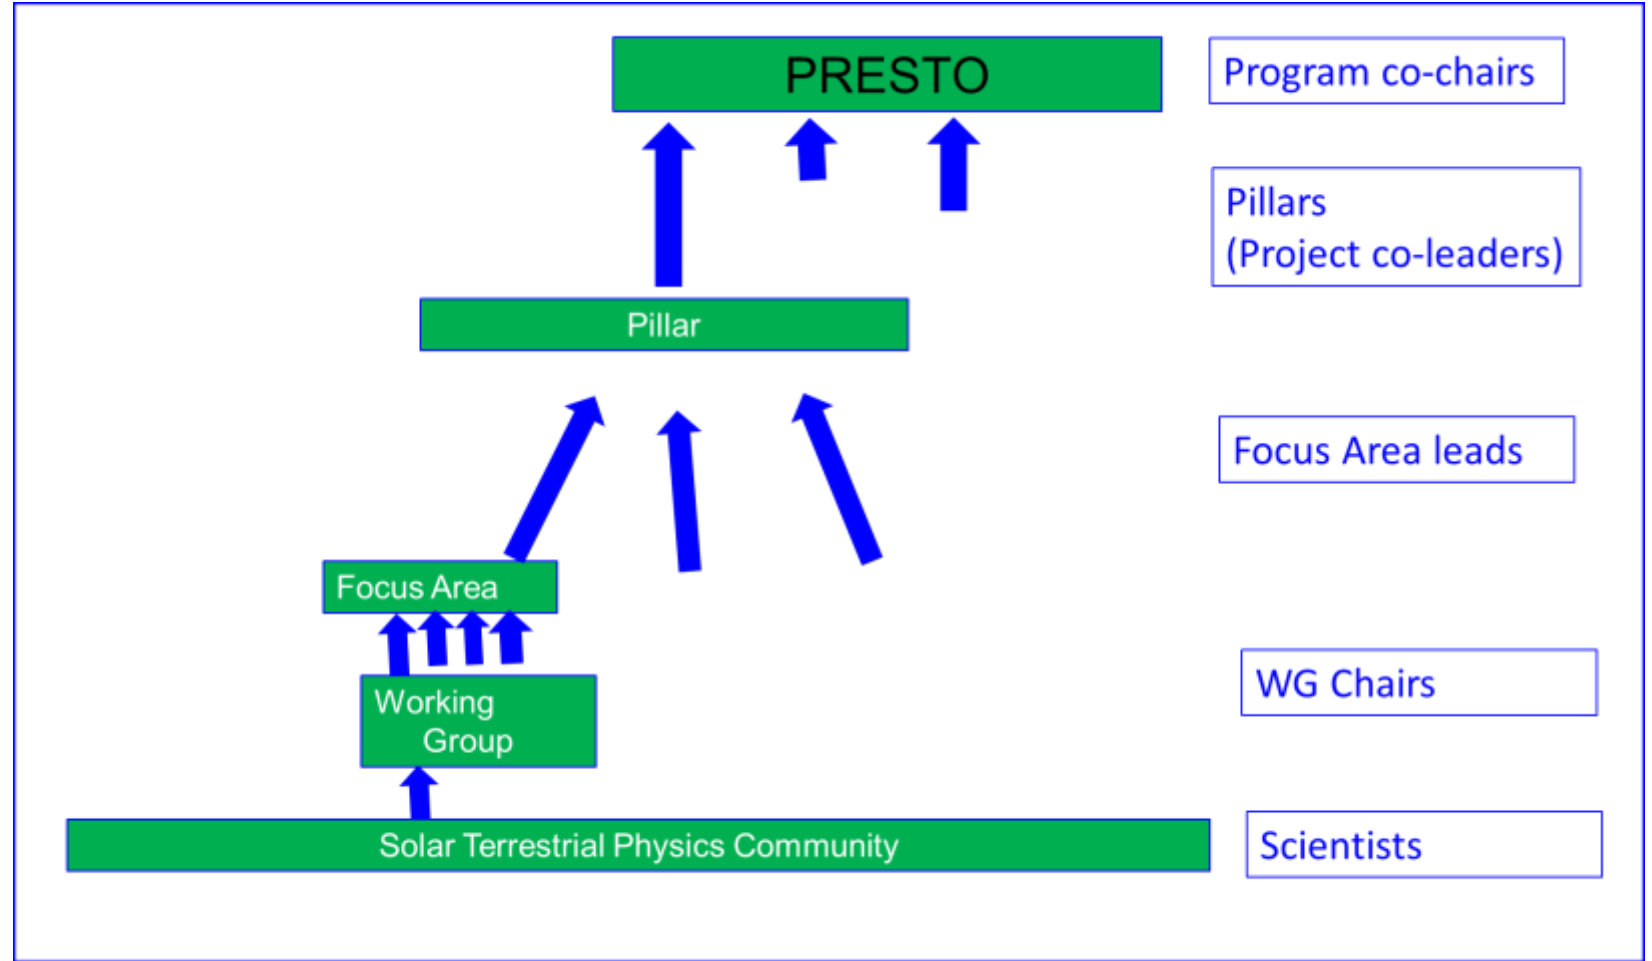 PRESTO
Program co-chairs
Pillars
(Project co-leaders)
Pillar
Focus Area leads
Focus Area
Working
Group
WG Chairs
Solar Terrestrial Physics Community
Scientists